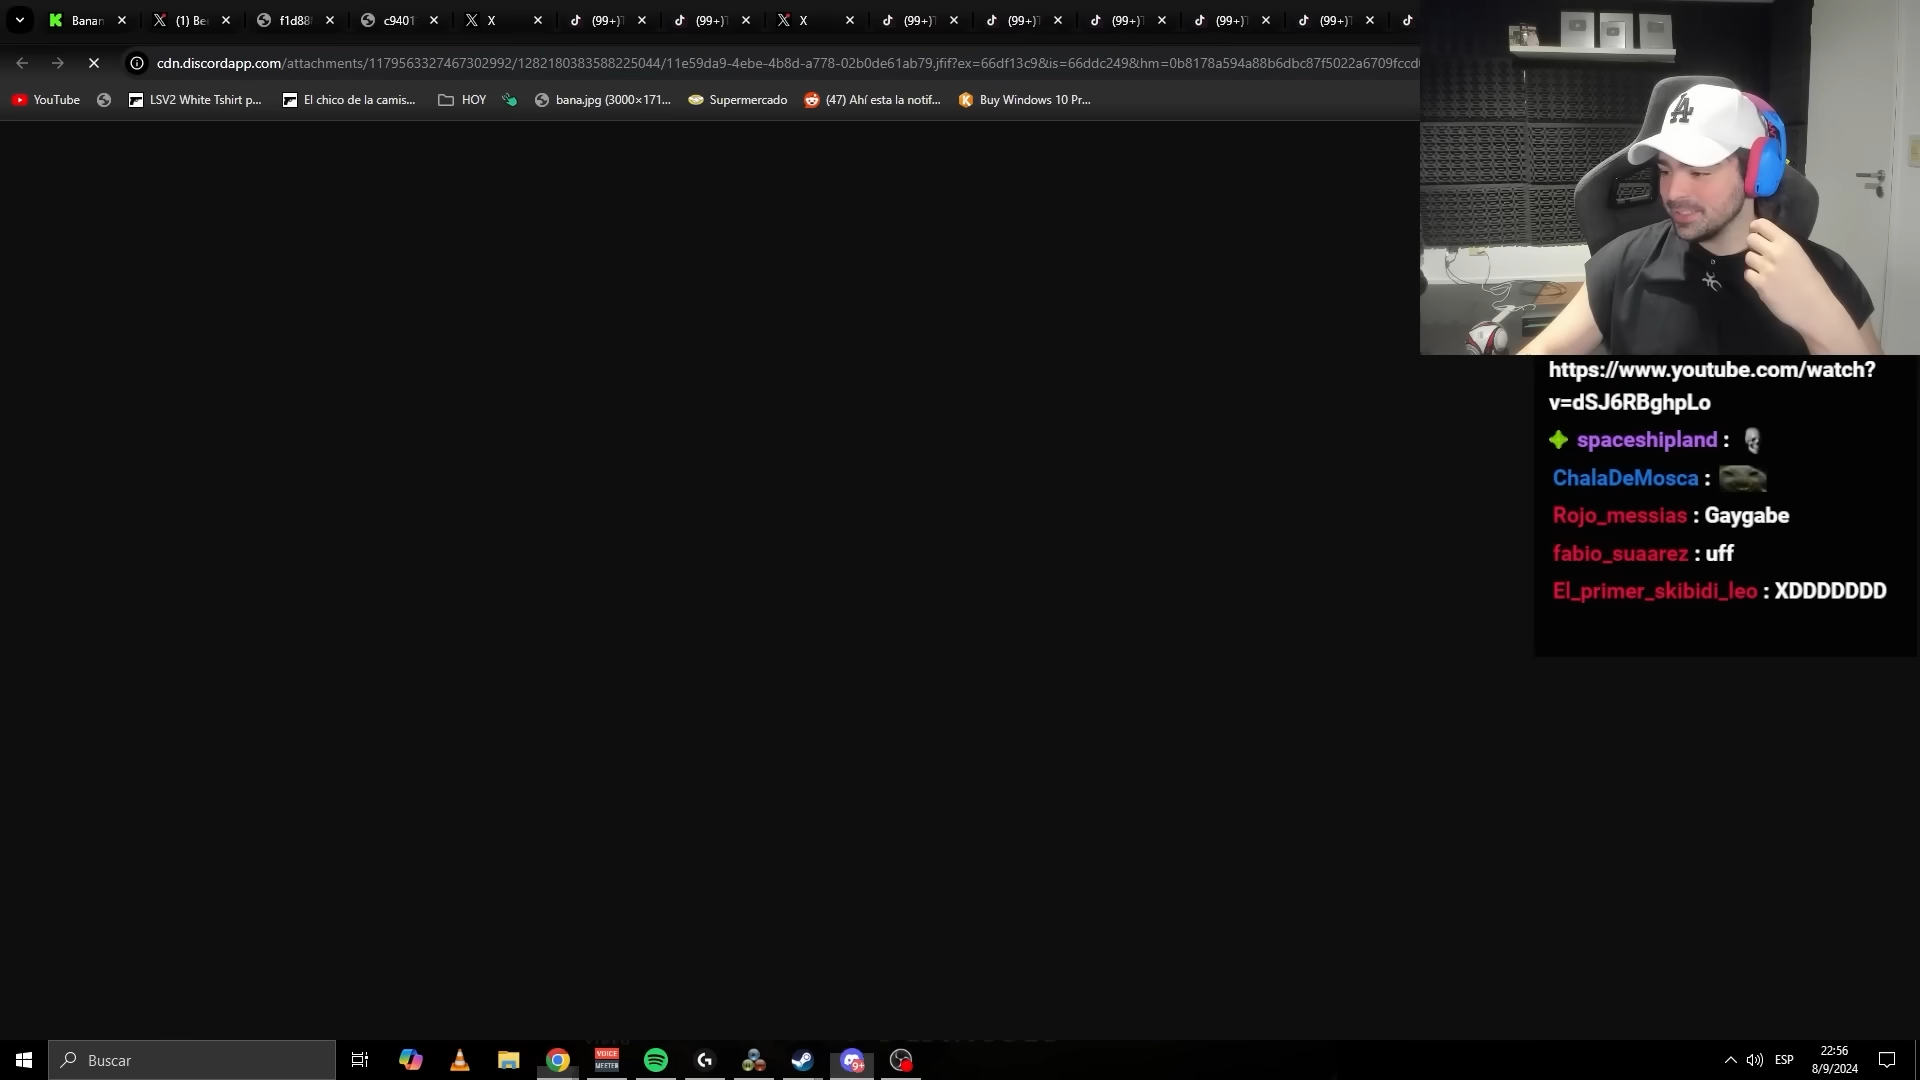 Banan
(1) Be
f1d88
c9401
X
(99+)
(99+)
X
(99+)
(99+)
(99+)
(99+)
(99+)
cdn.discordapp.com/attachments/1179563327467302992/1282180383588225044/11e59da9-4ebe-4b8d-a778-02b0de61ab79.jfif?ex=66df13c9&is=66ddc249&hm=0b8178a594a88b6dbc87f5022a6709fccd
YouTube
LSV2 White Tshirt p...
El chico de la camis...
HOY
bana.jpg (3000×171...
Supermercado
(47) Ahí esta la notif...
Buy Windows 10 Pr...
https://www.youtube.com/watch?
v=dSJ6RBghpLo
spaceshipland :
ChalaDeMosca :
Rojo_messias : Gaygabe
fabio_suaarez : uff
El_primer_skibidi_leo : XDDDDDDD
Buscar
VOICE
MEETER
9+
ESP
22:56
8/9/2024